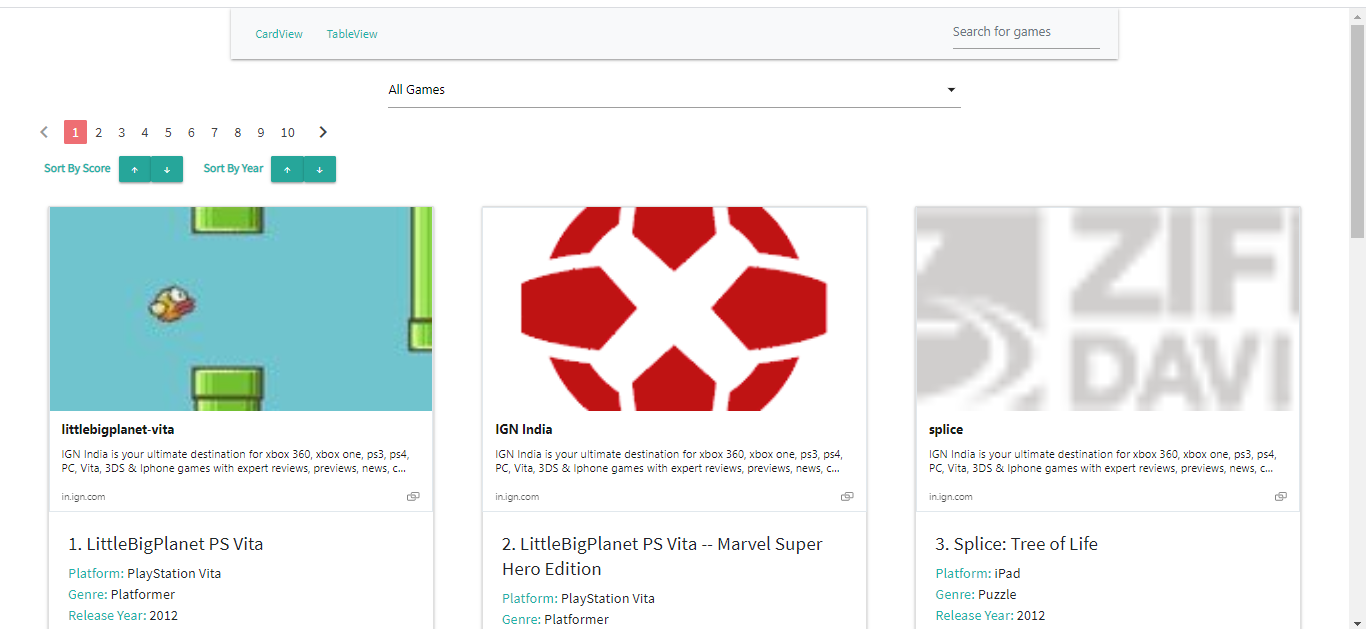 CardView TableView Search for games
All Games
1 2 3 4 5 6 7 8 9 10
Sort By Score ↑ ↓ Sort By Year ↑ ↓
ZIFF
DAVI
littlebigplanet-vita
IGN India is your ultimate destination for xbox 360, xbox one, ps3, ps4,
PC, Vita, 3DS & Iphone games with expert reviews, previews, news, c...
in.ign.com
1. LittleBigPlanet PS Vita
Platform: PlayStation Vita
Genre: Platformer
Release Year: 2012
IGN India
IGN India is your ultimate destination for xbox 360, xbox one, ps3, ps4,
PC, Vita, 3DS & Iphone games with expert reviews, previews, news, c...
in.ign.com
2. LittleBigPlanet PS Vita -- Marvel Super
Hero Edition
Platform: PlayStation Vita
Genre: Platformer
splice
IGN India is your ultimate destination for xbox 360, xbox one, ps3, ps4,
PC, Vita, 3DS & Iphone games with expert reviews, previews, news, c...
in.ign.com
3. Splice: Tree of Life
Platform: iPad
Genre: Puzzle
Release Year: 2012